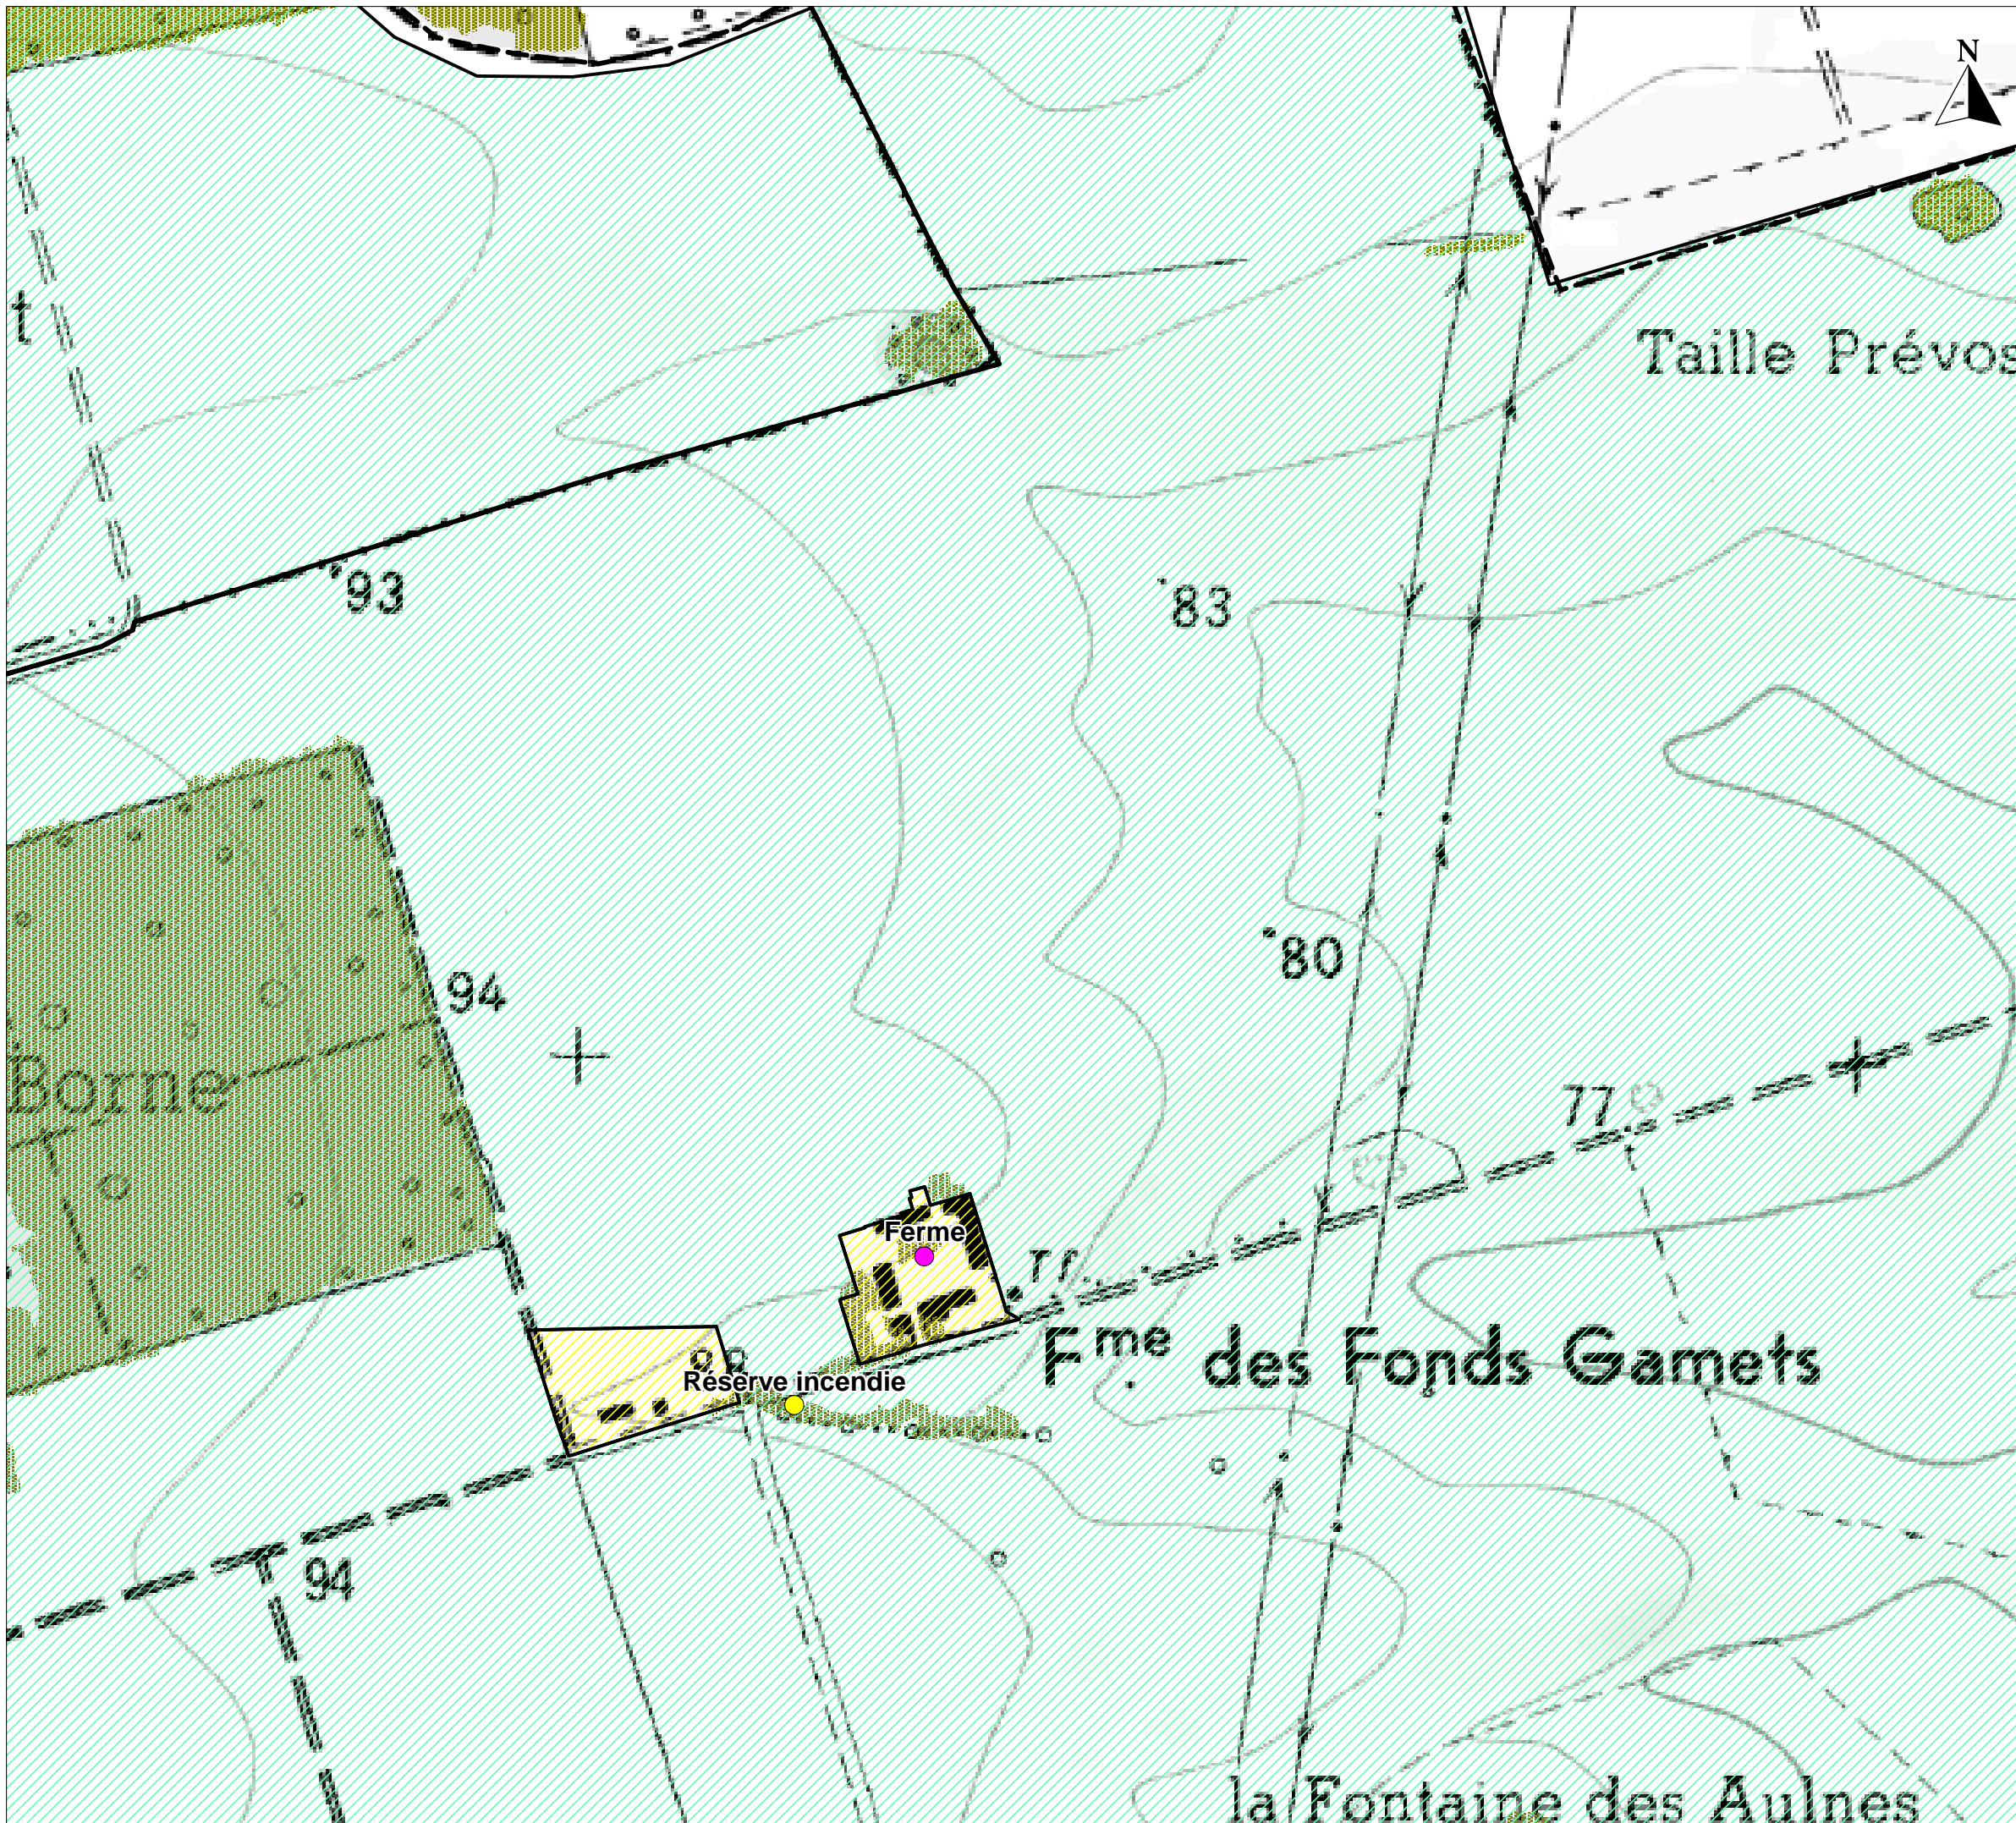 N
t
Taille Prévos
93
83
94
80
Borne
77
Ferme
Fme des Fonds Gamets
Réserve incendie
94
la Fontaine des Aulnes